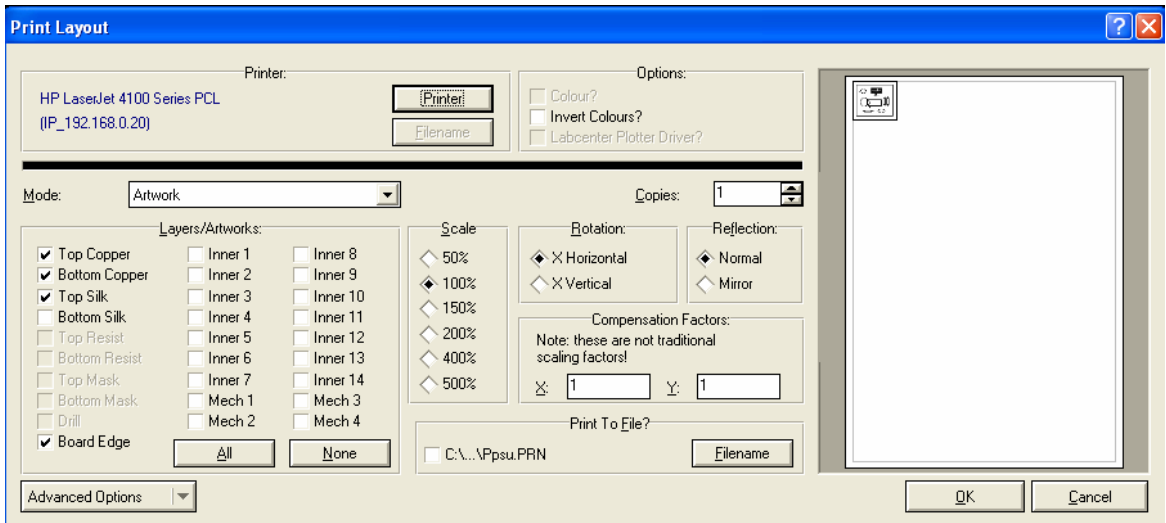 Print Layout
Printer:
HP LaserJet 4100 Series PCL
(IP_192.168.0.20)
Printer
Filename
Options:
Colour?
Invert Colours?
Labcenter Plotter Driver?
Mode:
Artwork
Copies:
1
Layers/Artworks:
Top Copper
Bottom Copper
Top Silk
Bottom Silk
Top Resist
Bottom Resist
Top Mask
Bottom Mask
Drill
Board Edge
Inner 1
Inner 2
Inner 3
Inner 4
Inner 5
Inner 6
Inner 7
Mech 1
Mech 2
Inner 8
Inner 9
Inner 10
Inner 11
Inner 12
Inner 13
Inner 14
Mech 3
Mech 4
All
None
Scale
50%
100%
150%
200%
400%
500%
Rotation:
X Horizontal
X Vertical
Reflection:
Normal
Mirror
Compensation Factors:
Note: these are not traditional
scaling factors!
X: 1
Y: 1
Print To File?
C:\...\Ppsu.PRN
Filename
Advanced Options
OK
Cancel